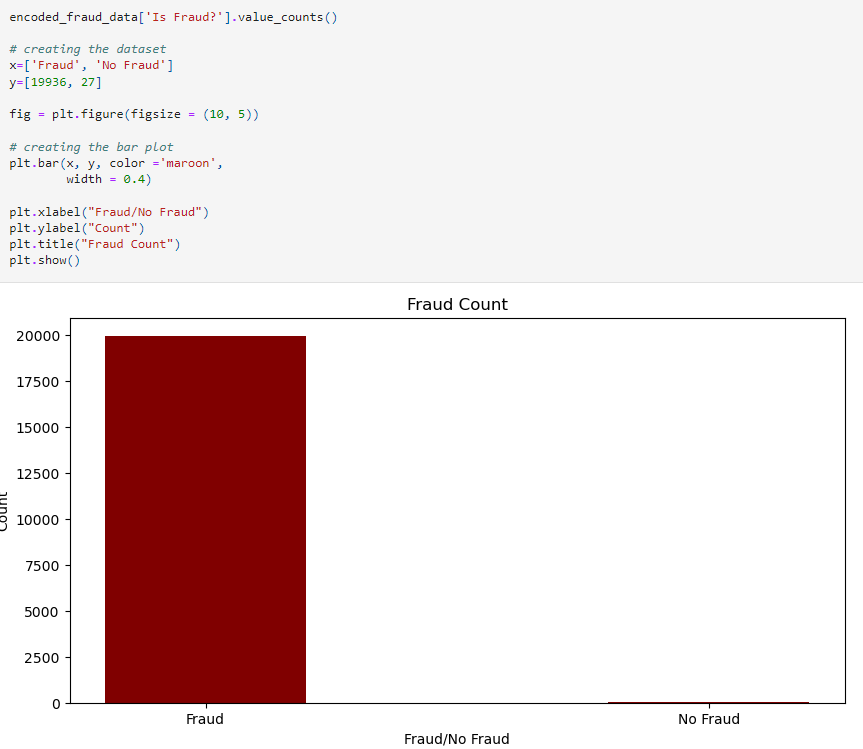 encoded_fraud_data['Is Fraud?'].value_counts()
# creating the dataset
x=['Fraud', 'No Fraud']
y=[19936, 27]
fig = plt.figure(figsize = (10, 5))
# creating the bar plot
plt.bar(x, y, color ='maroon',
        width = 0.4)
plt.xlabel("Fraud/No Fraud")
plt.ylabel("Count")
plt.title("Fraud Count")
plt.show()
Fraud Count
20000
17500
15000
12500
10000
7500
5000
2500
0
Count
Fraud
No Fraud
Fraud/No Fraud